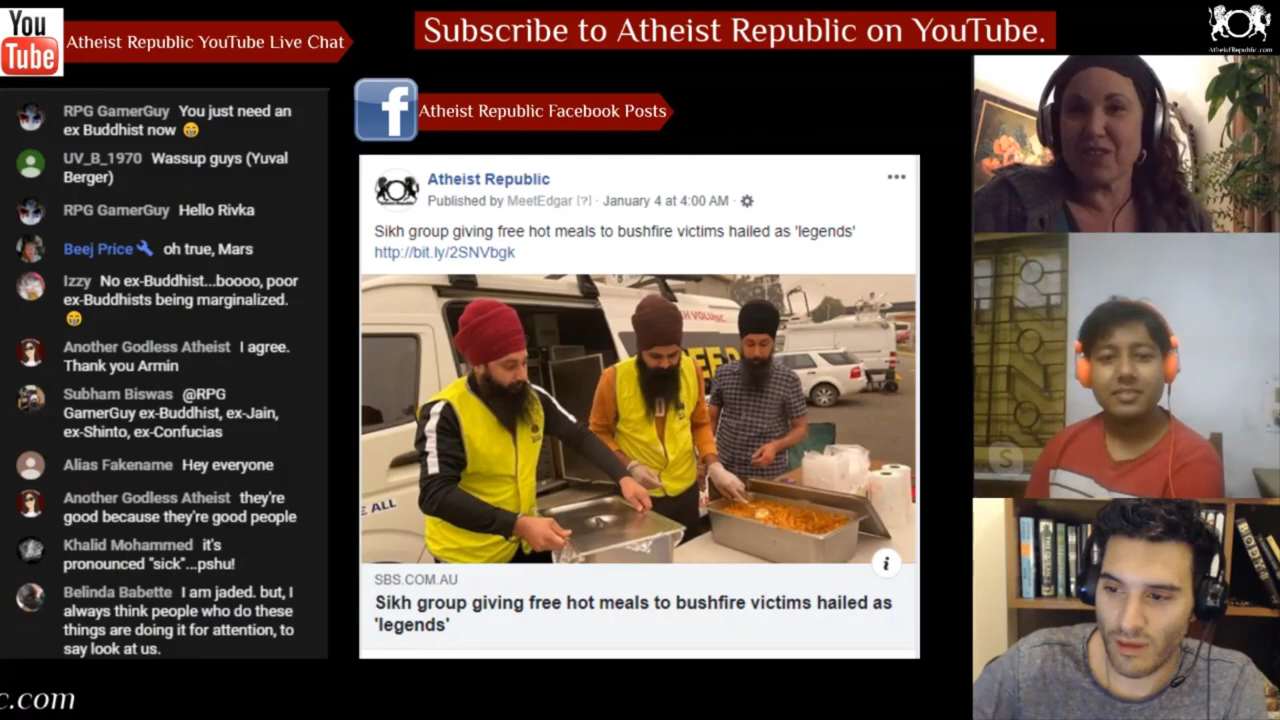 You
Tube
Atheist Republic YouTube Live Chat
Subscribe to Atheist Republic on YouTube.
AtheistRepublic.com
RPG GamerGuy You just need an
ex Buddhist now 😁
UV_B_1970 Wassup guys (Yuval
Berger)
RPG GamerGuy Hello Rivka
Beej Price oh true, Mars
Izzy No ex-Buddhist...boooo, poor
ex-Buddhists being marginalized.
😁
Another Godless Atheist I agree.
Thank you Armin
Subham Biswas @RPG
GamerGuy ex-Buddhist, ex-Jain,
ex-Shinto, ex-Confucias
Alias Fakename Hey everyone
Another Godless Atheist they're
good because they're good people
Khalid Mohammed it's
pronounced "sick"...pshu!
Belinda Babette I am jaded. but, I
always think people who do these
things are doing it for attention, to
say look at us.
c.com
f
Atheist Republic Facebook Posts
Atheist Republic
Published by MeetEdgar [?] · January 4 at 4:00 AM ·
Sikh group giving free hot meals to bushfire victims hailed as 'legends'
http://bit.ly/2SNVbgk
E ALL
i
SBS.COM.AU
Sikh group giving free hot meals to bushfire victims hailed as
'legends'
S